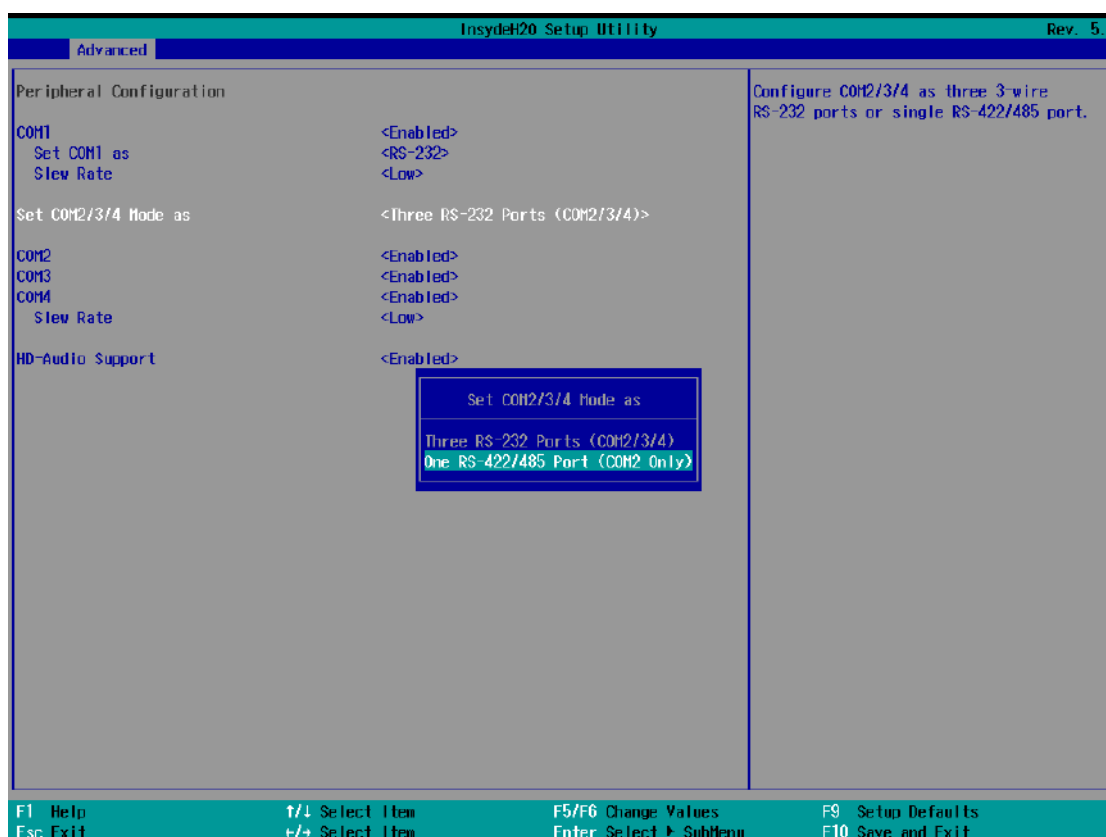 InsydeH20 Setup Utility Rev. 5.
Advanced
Peripheral Configuration
COM1 <Enabled>
Set COM1 as <RS-232>
Slew Rate <Low>
Set COM2/3/4 Mode as <Three RS-232 Ports (COM2/3/4)>
COM2 <Enabled>
COM3 <Enabled>
COM4 <Enabled>
Slew Rate <Low>
HD-Audio Support <Enabled>
Set COM2/3/4 Mode as
Three RS-232 Ports (COM2/3/4)
One RS-422/485 Port (COM2 Only)
Configure COM2/3/4 as three 3-wire
RS-232 ports or single RS-422/485 port.
F1 Help ↑/↓ Select Item F5/F6 Change Values F9 Setup Defaults
Esc Exit ←/→ Select Item Enter Select ► SubMenu F10 Save and Exit